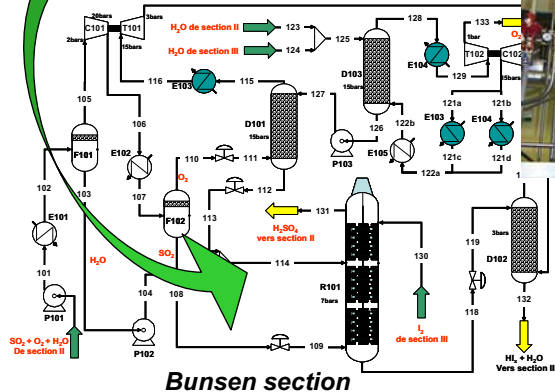 20bars
3bars
C101
T101
2bars
15bars
H₂O de section II
123
H₂O de section III
124
125
128
133
O₂
1bar
E104
129
T102
C102
15bars
D103
15bars
116
115
E103
127
126
P103
122b
E105
122a
121a
121b
E103
E104
121c
121d
105
106
D101
15bars
E102
110
111
112
F101
103
102
107
O₂
F102
113
131
H₂SO₄
vers section II
E101
H₂O
SO₂
114
130
119
D102
3bars
101
104
108
R101
7bars
118
132
P101
P102
109
I₂
de section III
SO₂ + O₂ + H₂O
De section II
HIₓ + H₂O
Vers section II
Bunsen section